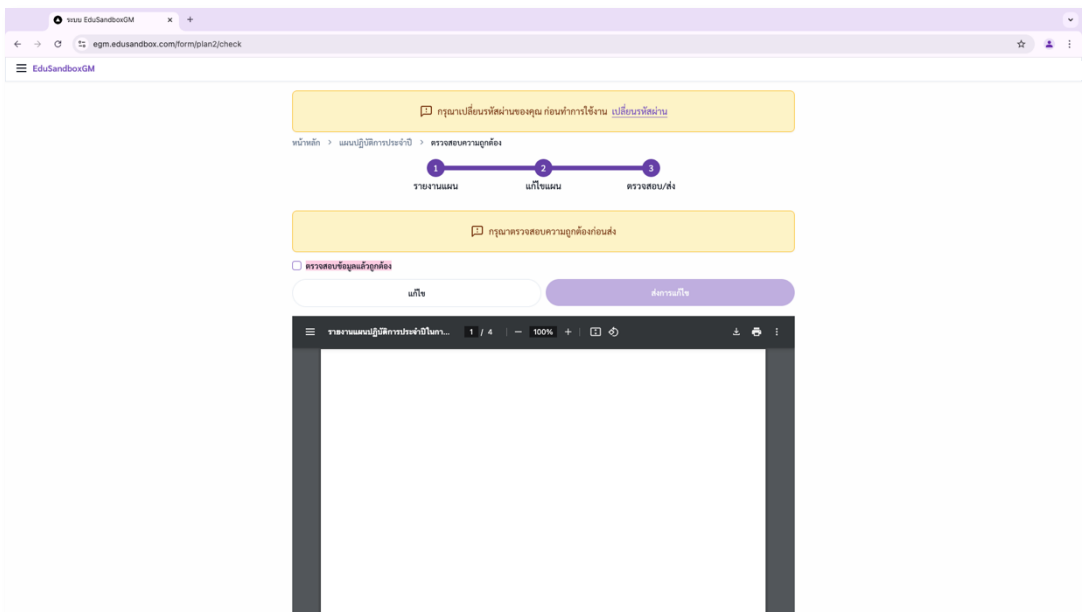 ระบบ EduSandboxGM
egm.edusandbox.com/form/plan2/check
EduSandboxGM
กรุณาเปลี่ยนรหัสผ่านของคุณ ก่อนทำการใช้งาน เปลี่ยนรหัสผ่าน
หน้าหลัก > แผนปฏิบัติการประจำปี > ตรวจสอบความถูกต้อง
1 2 3
รายงานแผน แก้ไขแผน ตรวจสอบ/ส่ง
กรุณาตรวจสอบความถูกต้องก่อนส่ง
ตรวจสอบข้อมูลแล้วถูกต้อง
แก้ไข ส่งการแก้ไข
รายงานแผนปฏิบัติการประจำปีในกา... 1 / 4 100%